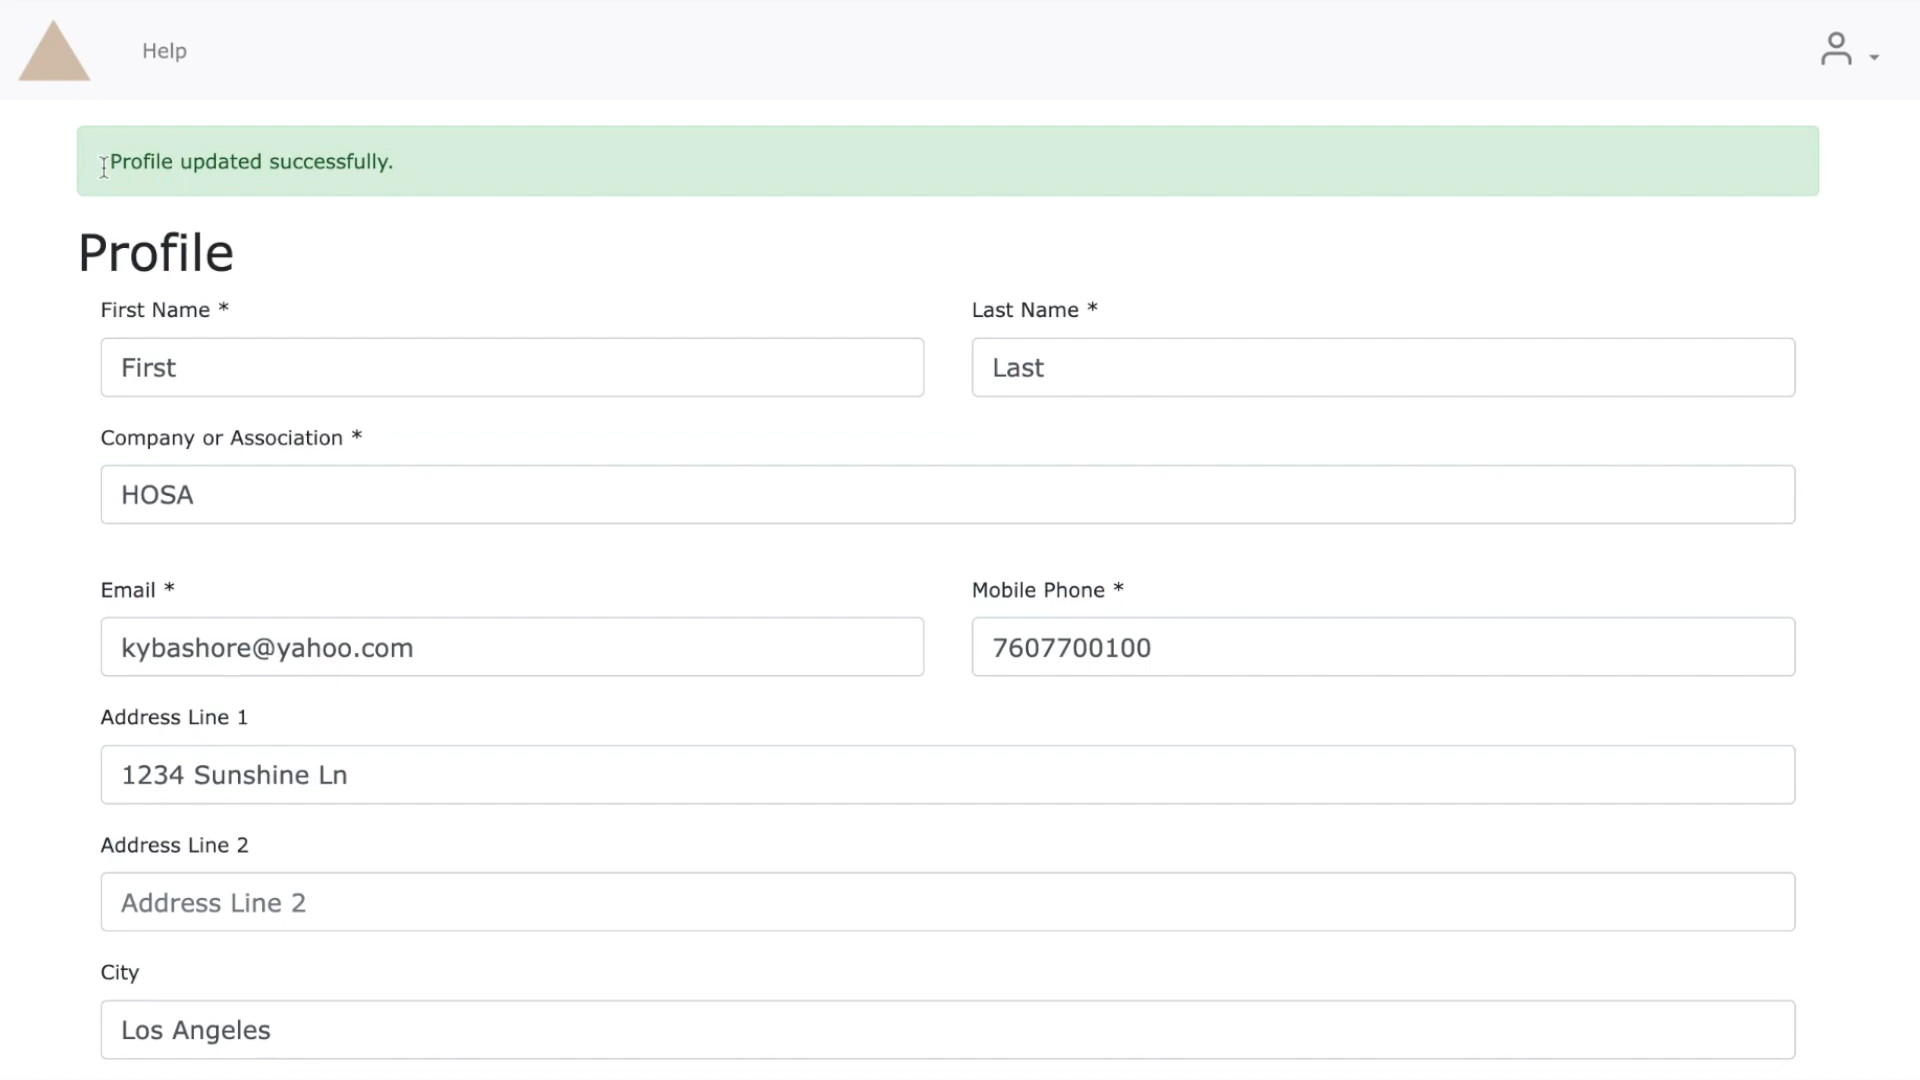 Help
Profile updated successfully.
Profile
First Name * Last Name *
First Last
Company or Association *
HOSA
Email * Mobile Phone *
kybashore@yahoo.com 7607700100
Address Line 1
1234 Sunshine Ln
Address Line 2
Address Line 2
City
Los Angeles